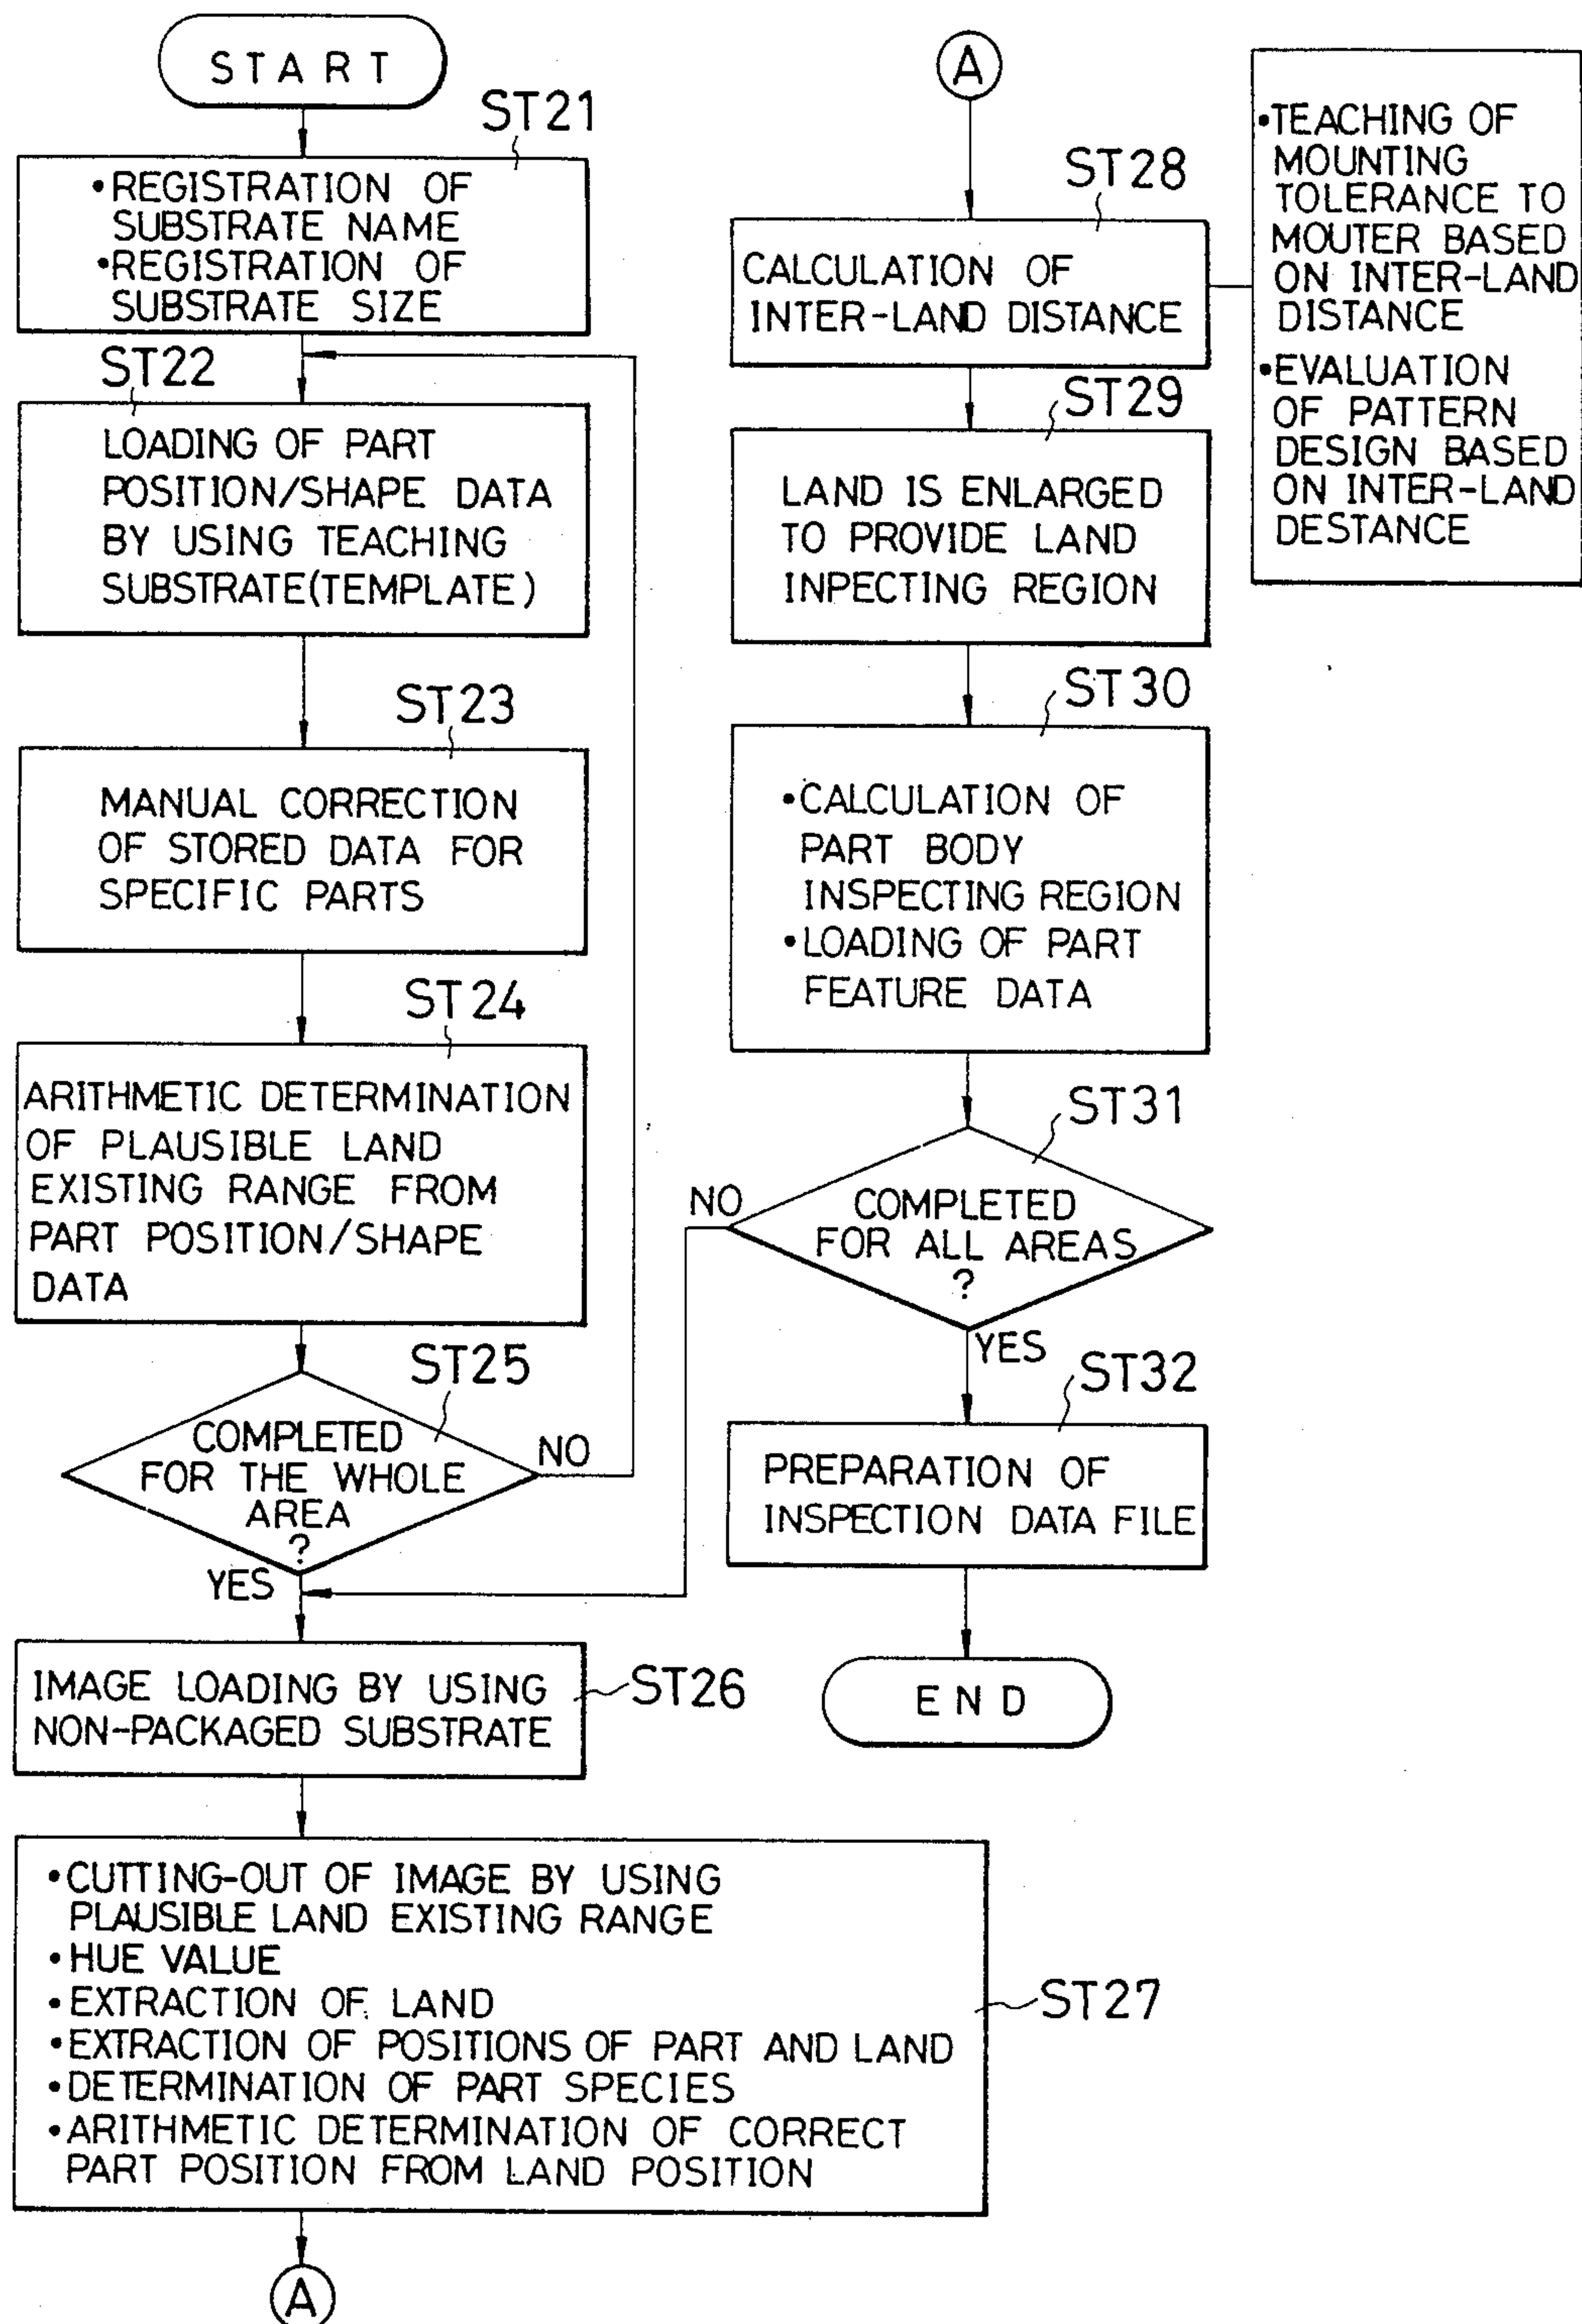 START
ST21
•REGISTRATION OF
SUBSTRATE NAME
•REGISTRATION OF
SUBSTRATE SIZE
ST22
LOADING OF PART
POSITION/SHAPE DATA
BY USING TEACHING
SUBSTRATE(TEMPLATE)
ST23
MANUAL CORRECTION
OF STORED DATA FOR
SPECIFIC PARTS
ST24
ARITHMETIC DETERMINATION
OF PLAUSIBLE LAND
EXISTING RANGE FROM
PART POSITION/SHAPE
DATA
ST25
COMPLETED
FOR THE WHOLE
AREA
?
NO
YES
IMAGE LOADING BY USING
NON-PACKAGED SUBSTRATE
ST26
•CUTTING-OUT OF IMAGE BY USING
PLAUSIBLE LAND EXISTING RANGE
•HUE VALUE
•EXTRACTION OF LAND
•EXTRACTION OF POSITIONS OF PART AND LAND
•DETERMINATION OF PART SPECIES
•ARITHMETIC DETERMINATION OF CORRECT
PART POSITION FROM LAND POSITION
ST27
A
A
ST28
CALCULATION OF
INTER-LAND DISTANCE
•TEACHING OF
MOUNTING
TOLERANCE TO
MOUTER BASED
ON INTER-LAND
DISTANCE
•EVALUATION
OF PATTERN
DESIGN BASED
ON INTER-LAND
DESTANCE
ST29
LAND IS ENLARGED
TO PROVIDE LAND
INPECTING REGION
ST30
•CALCULATION OF
PART BODY
INSPECTING REGION
•LOADING OF PART
FEATURE DATA
ST31
COMPLETED
FOR ALL AREAS
?
NO
YES
ST32
PREPARATION OF
INSPECTION DATA FILE
END